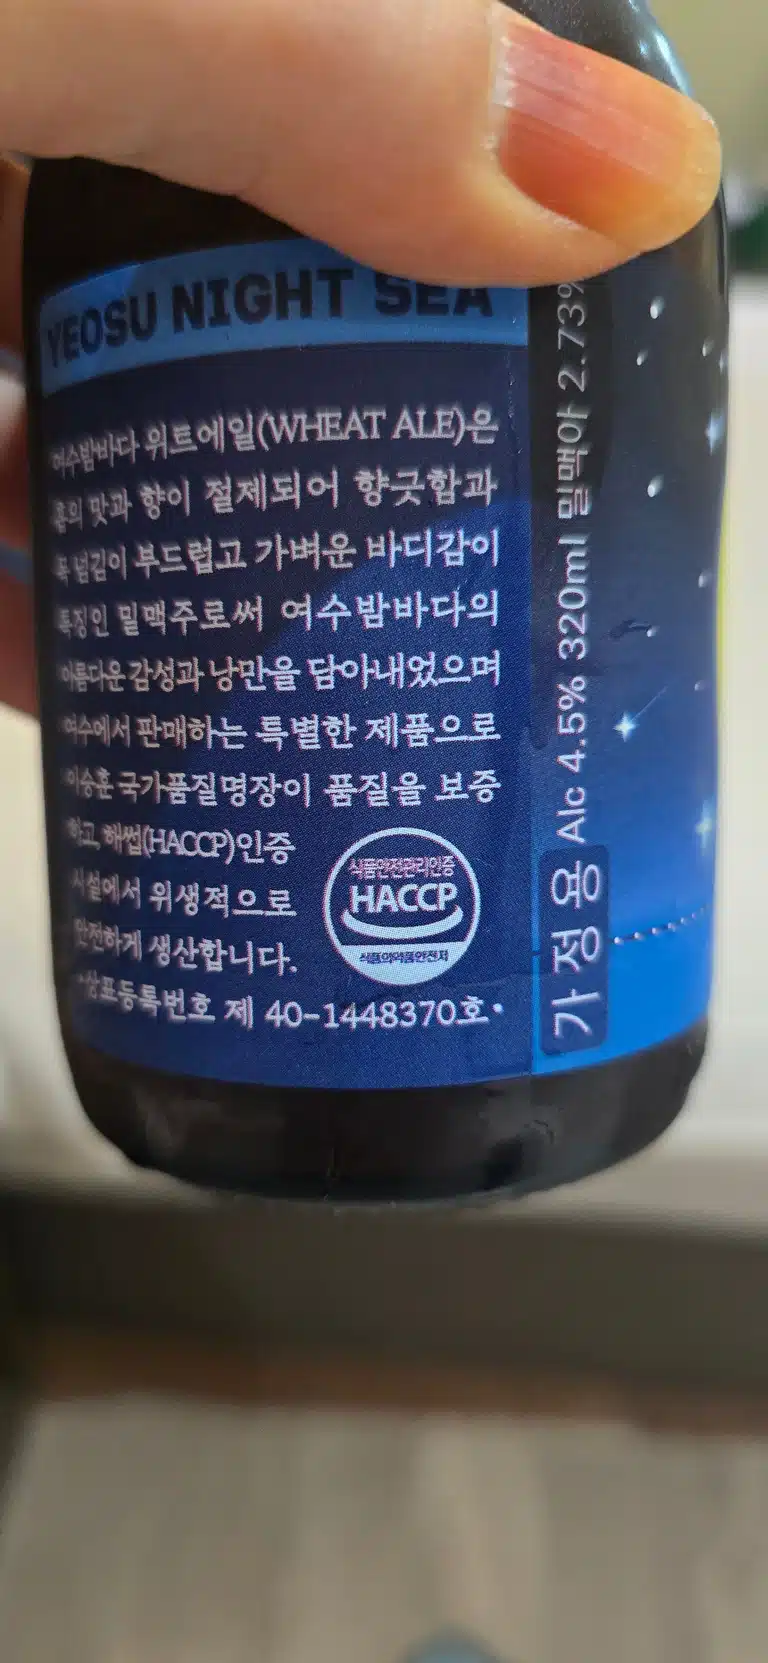 YEOSU NIGHT SEA
여수밤바다 위트에일(WHEAT ALE)은
홉의 맛과 향이 절제되어 향긋함과
목 넘김이 부드럽고 가벼운 바디감이
특징인 밀맥주로써 여수밤바다의
아름다운 감성과 낭만을 담아내었으며
여수에서 판매하는 특별한 제품으로
이승훈 국가품질명장이 품질을 보증
하고, 해썹(HACCP)인증
시설에서 위생적으로
안전하게 생산합니다.
*상표등록번호 제 40-1448370호*
식품안전관리인증
HACCP
식품의약품안전처
가정용 Alc 4.5% 320ml 밀맥아 2.73%